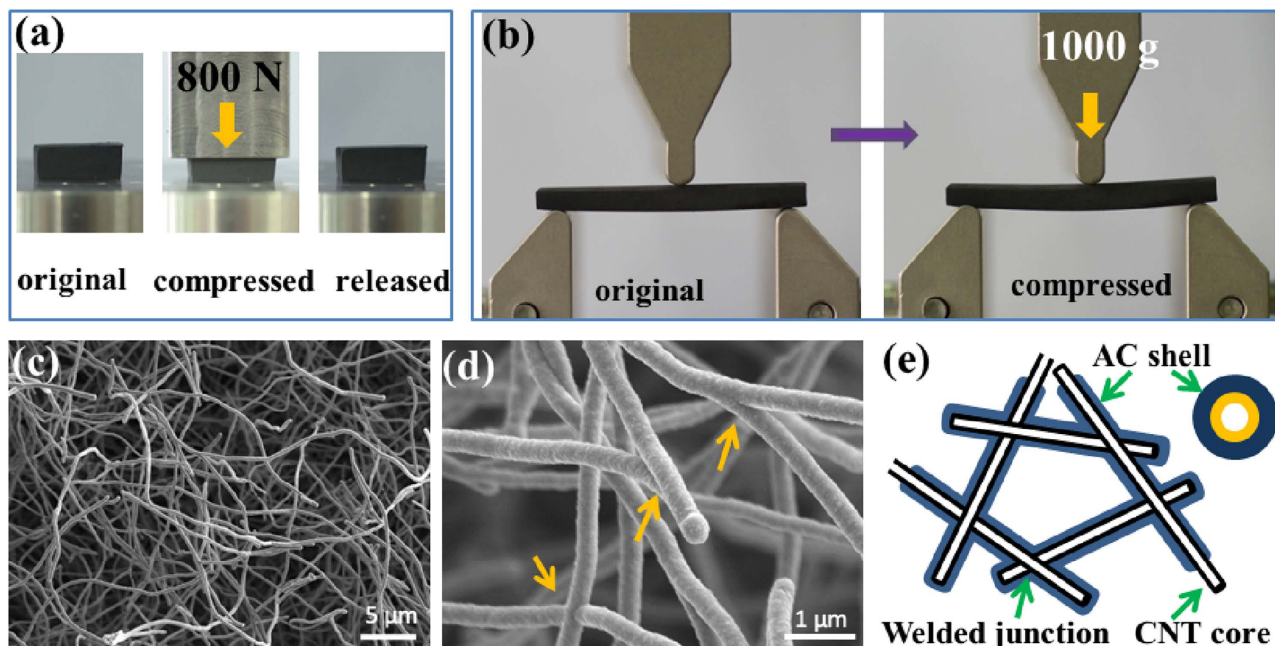 (a)
800 N
original
compressed
released
(b)
1000 g
original
compressed
(c)
5 μm
(d)
1 μm
(e)
AC shell
Welded junction
CNT core